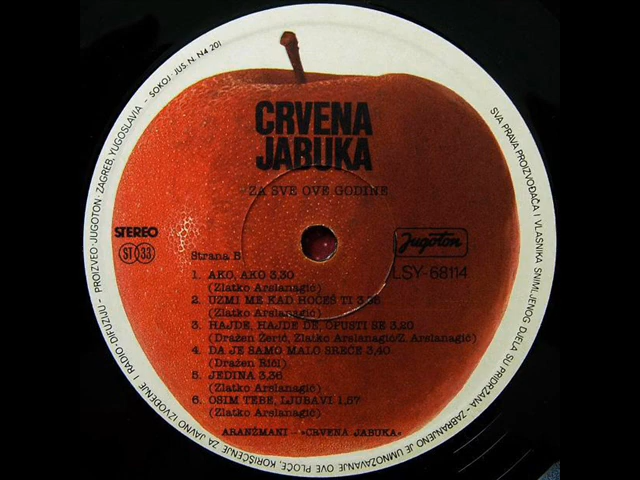 CRVENA
JABUKA
ZA SVE OVE GODINE
STEREO
ST 33
Jugoton
LSY-68114
Strana B
1. AKO, AKO 3,30
(Zlatko Arslanagić)
2. UZMI ME KAD HOĆEŠ TI 3,56
(Zlatko Arslanagić)
3. HAJDE, HAJDE DE, OPUSTI SE 3,20
(Dražen Žerić, Zlatko Arslanagić/Z. Arslanagić)
4. DA JE SAMO MALO SREĆE 3,40
(Dražen Ričl)
5. JEDINA 3,36
(Zlatko Arslanagić)
6. OSIM TEBE, LJUBAVI 1,57
(Zlatko Arslanagić)
ARANŽMANI - »CRVENA JABUKA«
PROIZVEO-JUGOTON - ZAGREB, YUGOSLAVIA - SOKOJ: JUS. N. N4 201
SVA PRAVA PROIZVOĐAČA I VLASNIKA SNIMLJENOG DJELA SU PRIDRŽANA - ZABRANJENO JE UMNOŽAVANJE OVE PLOČE, KORIŠĆENJE ZA JAVNO IZVOĐENJE I RADIO-DIFUZIJU -